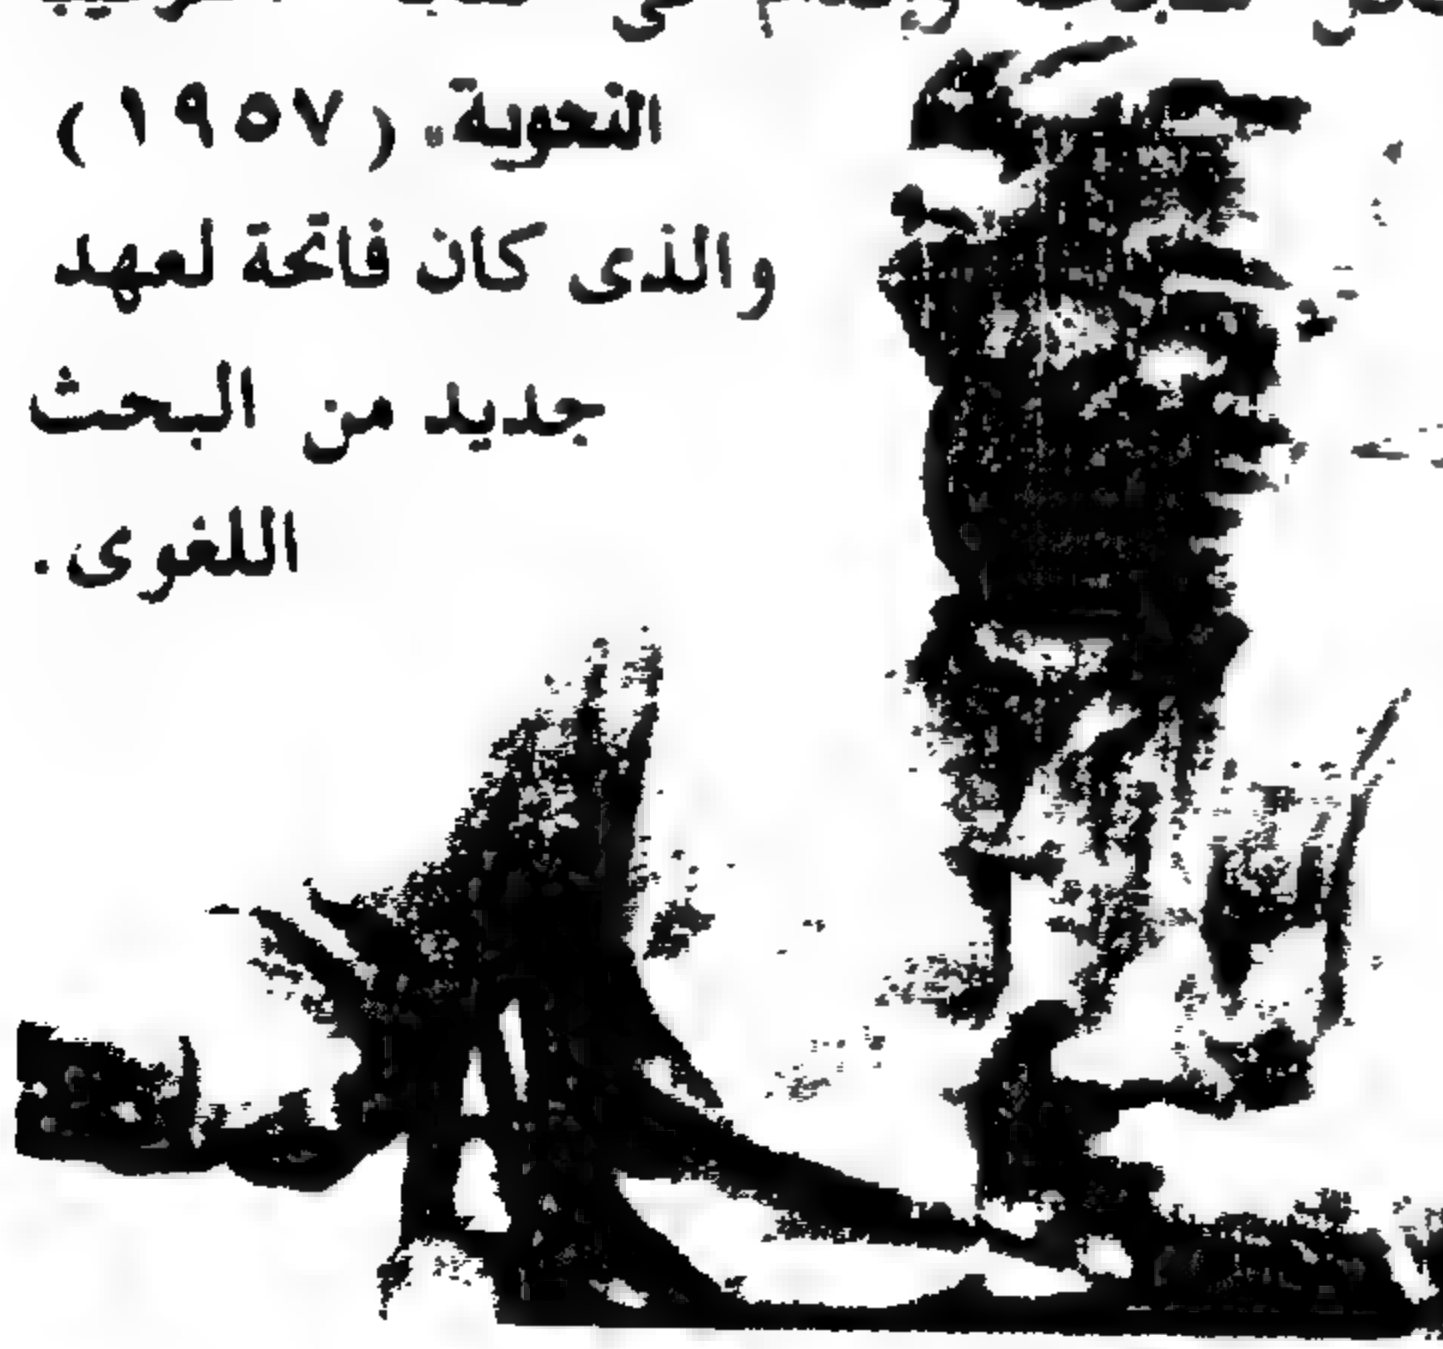 النحوية، (١٩٥٧)
والذى كان فاتحة لعهد
جديد من البحث
اللغوى.